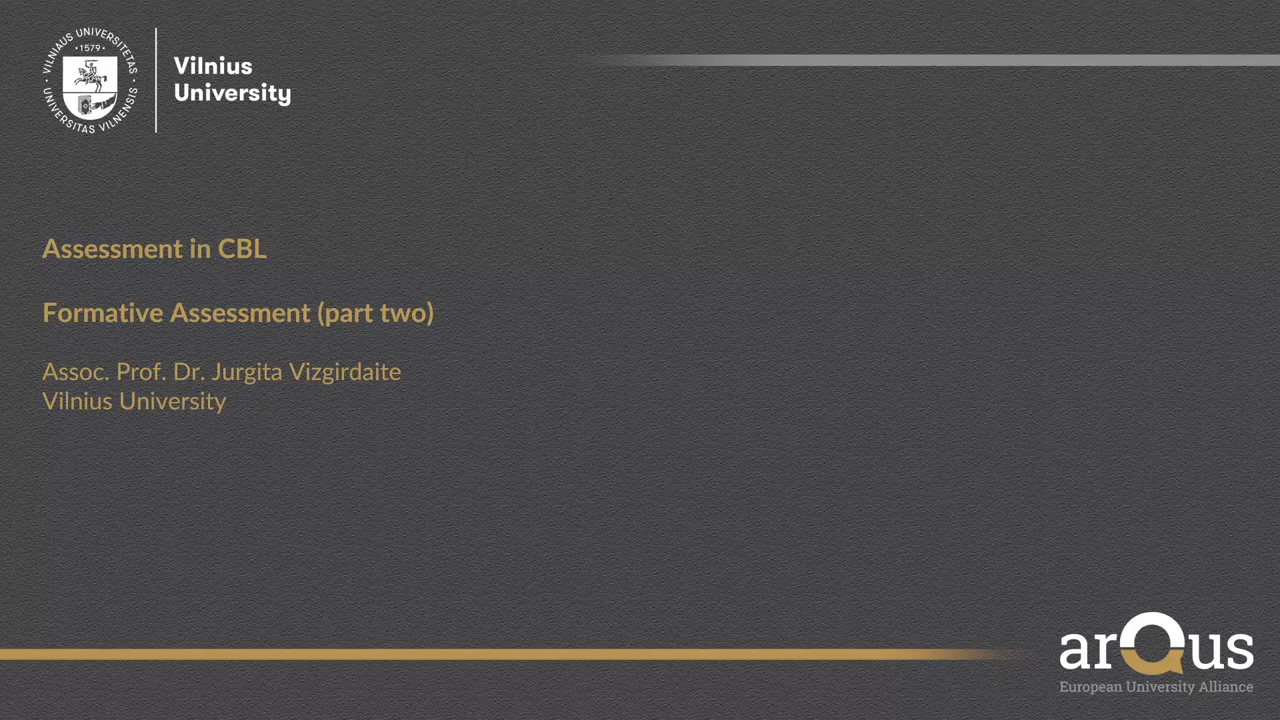 VILNIAUS UNIVERSITETAS
· 1579 ·
UNIVERSITAS VILNENSIS
Vilnius
University
Assessment in CBL
Formative Assessment (part two)
Assoc. Prof. Dr. Jurgita Vizgirdaite
Vilnius University
arQus
European University Alliance